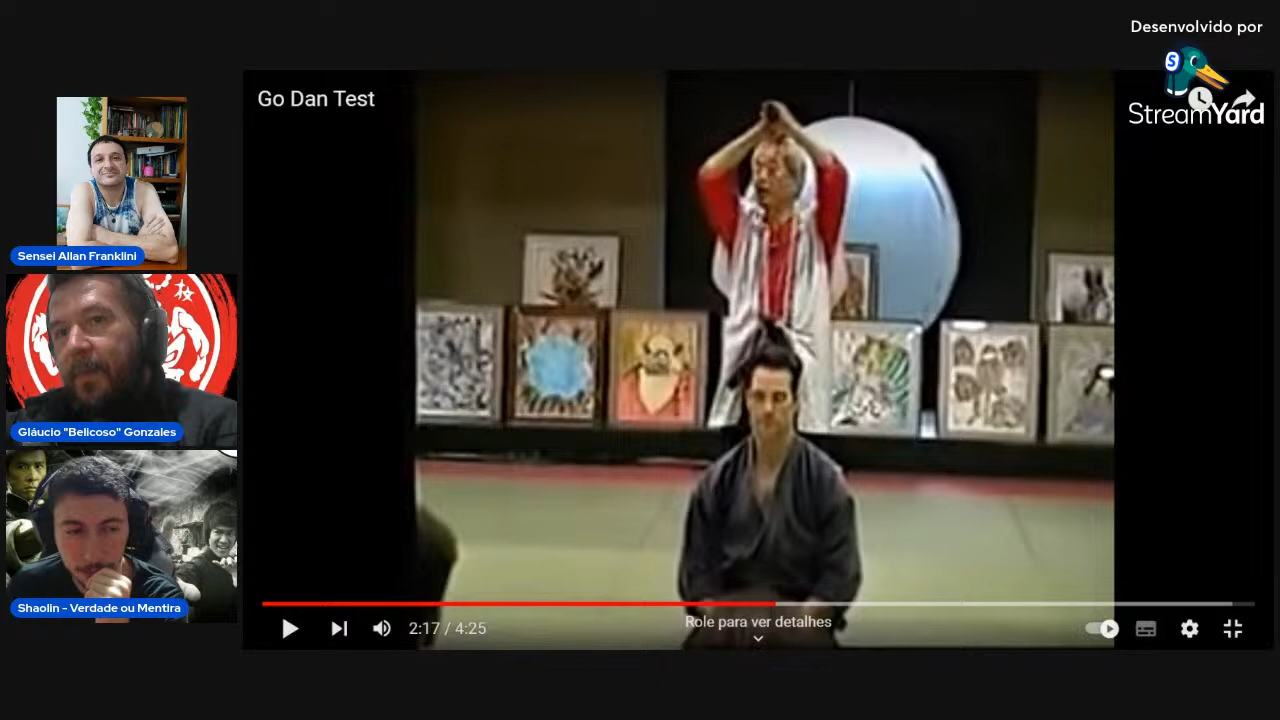 Desenvolvido por
S
StreamYard
Go Dan Test
Sensei Allan Franklini
Gláucio "Belicoso" Gonzales
Shaolin - Verdade ou Mentira
2:17 / 4:25
Role para ver detalhes